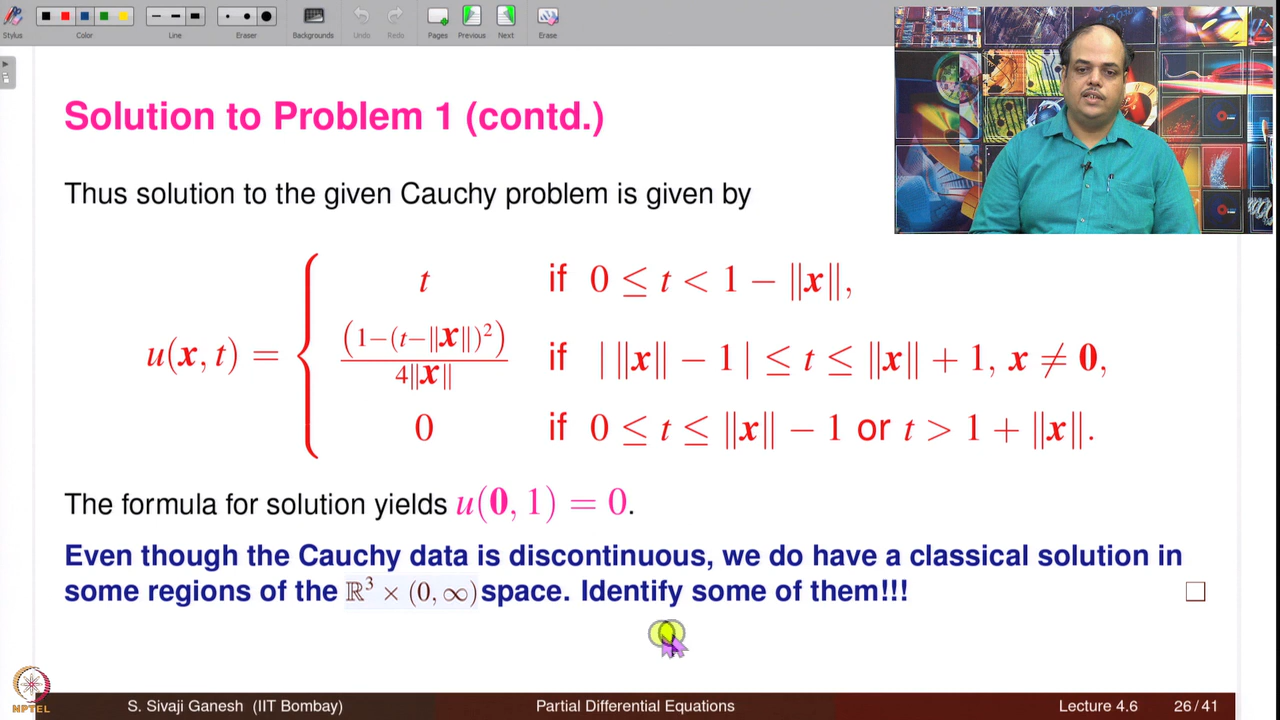 Stylus
Color
Line
Eraser
Backgrounds
Undo
Redo
Pages
Previous
Next
Erase
Solution to Problem 1 (contd.)
Thus solution to the given Cauchy problem is given by
t if 0 ≤ t < 1 − ‖x‖,
u(x, t) = { (1−(t−‖x‖)²) / 4‖x‖ if | ‖x‖ − 1 | ≤ t ≤ ‖x‖ + 1, x ≠ 0,
0 if 0 ≤ t ≤ ‖x‖ − 1 or t > 1 + ‖x‖.
The formula for solution yields u(0, 1) = 0.
Even though the Cauchy data is discontinuous, we do have a classical solution in
some regions of the ℝ³ × (0, ∞) space. Identify some of them!!! □
NPTEL
S. Sivaji Ganesh (IIT Bombay) Partial Differential Equations Lecture 4.6 26/41